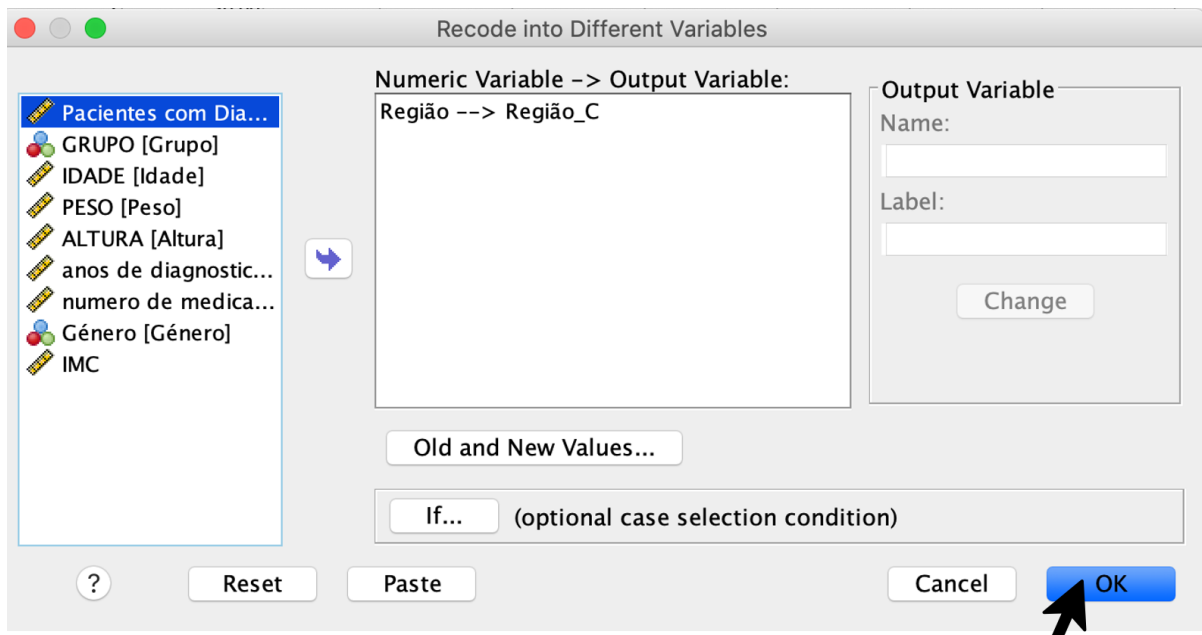 Recode into Different Variables
Pacientes com Dia...
GRUPO [Grupo]
IDADE [Idade]
PESO [Peso]
ALTURA [Altura]
anos de diagnostic...
numero de medica...
Género [Género]
IMC
Numeric Variable -> Output Variable:
Região --> Região_C
Output Variable
Name:
Label:
Change
Old and New Values...
If... (optional case selection condition)
? Reset Paste Cancel OK